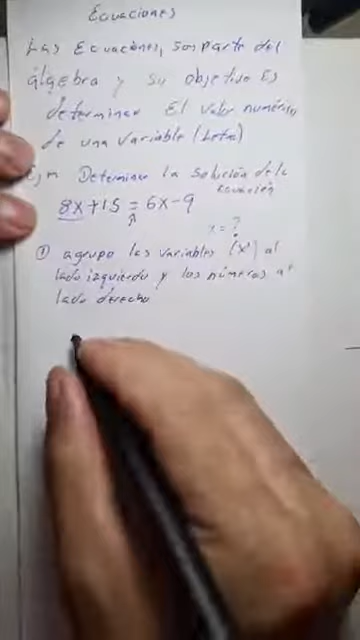 Ecuaciones
Las Ecuaciones, son parte del
álgebra y su objetivo Es
determinar El valor numérico
de una variable (Letra)
Ejm Determinar la solución de la
Ecuación
8x+15=6x-9
x=?
① agrupo las variables (x) al
lado izquierdo y los números al
lado derecho